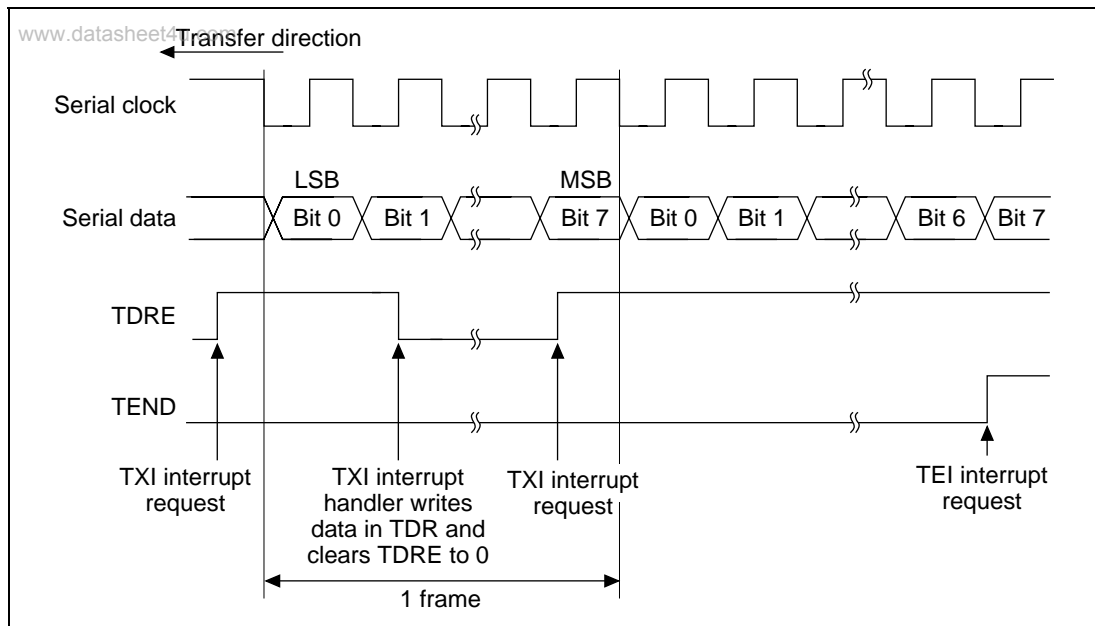 www.datasheet4u.com
Transfer direction
Serial clock
LSB
MSB
Serial data
Bit 0
Bit 1
Bit 7
Bit 0
Bit 1
Bit 6
Bit 7
TDRE
TEND
TXI interrupt
request
TXI interrupt
handler writes
data in TDR and
clears TDRE to 0
TXI interrupt
request
TEI interrupt
request
1 frame